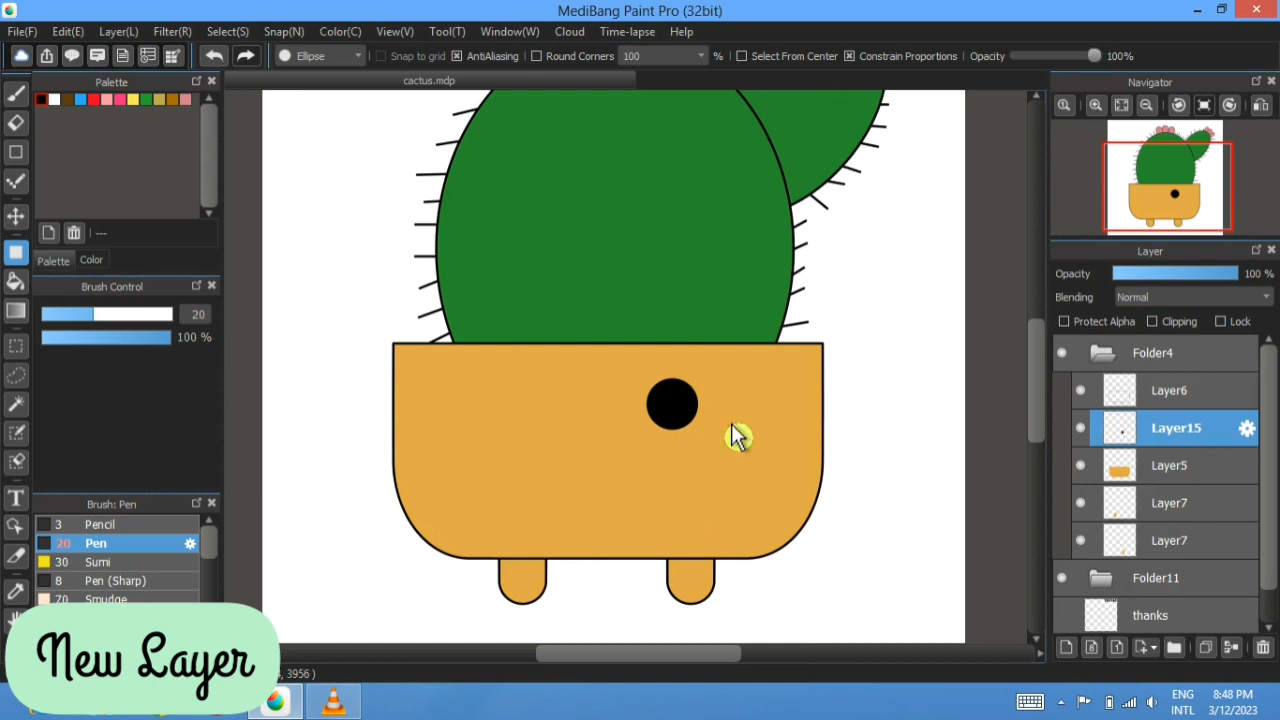 MediBang Paint Pro (32bit)
File(F) Edit(E) Layer(L) Filter(R) Select(S) Snap(N) Color(C) View(V) Tool(T) Window(W) Cloud Time-lapse Help
Ellipse Snap to grid AntiAliasing Round Corners 100 % Select From Center Constrain Proportions Opacity 100%
Palette
cactus.mdp
Navigator
---
Palette Color
Layer
Opacity 100 %
Brush Control
Blending Normal
20
Protect Alpha Clipping Lock
100 %
Folder4
Layer6
Layer15
Layer5
Brush: Pen
Layer7
3 Pencil
20 Pen
Layer7
30 Sumi
8 Pen (Sharp)
Folder11
70 Smudge
thanks
New Layer
, 3956 )
ENG
INTL
8:48 PM
3/12/2023